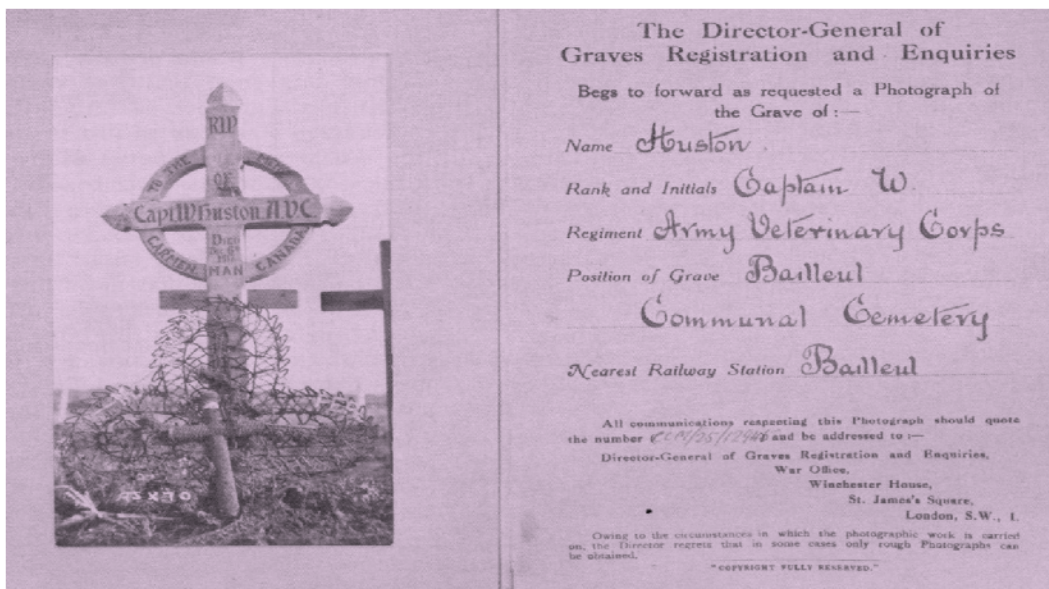 RIP
TO THE MEM
OF
Capt W Huston A V C
Died
CARMEN MAN CANADA
The Director-General of
Graves Registration and Enquiries
Begs to forward as requested a Photograph of
the Grave of :—
Name Huston
Rank and Initials Captain W.
Regiment Army Veterinary Corps
Position of Grave Bailleul
Communal Cemetery
Nearest Railway Station Bailleul
All communications respecting this Photograph should quote
the number and be addressed to :—
Director-General of Graves Registration and Enquiries,
War Office,
Winchester House,
St. James's Square,
London, S.W., 1.
Owing to the circumstances in which the photographic work is carried
on, the Director regrets that in some cases only rough Photographs can
be obtained.
"COPYRIGHT FULLY RESERVED."